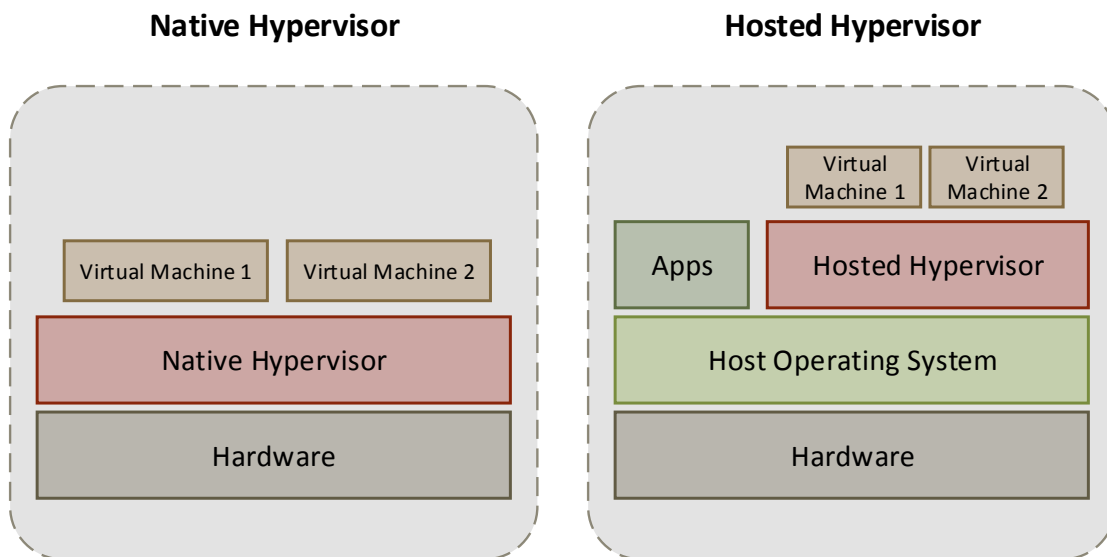 Native Hypervisor
Virtual Machine 1
Virtual Machine 2
Native Hypervisor
Hardware
Hosted Hypervisor
Virtual
Machine 1
Virtual
Machine 2
Apps
Hosted Hypervisor
Host Operating System
Hardware